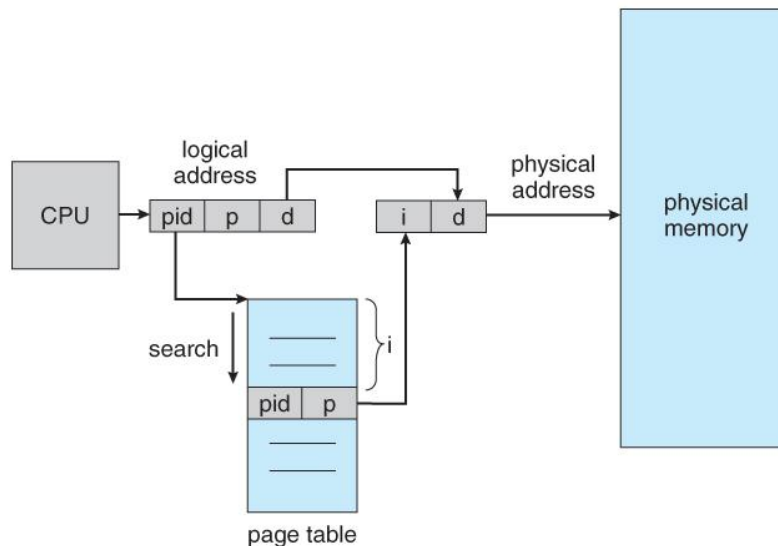 logical
address
physical
address
CPU
pid p d
i d
physical
memory
search
i
pid p
page table